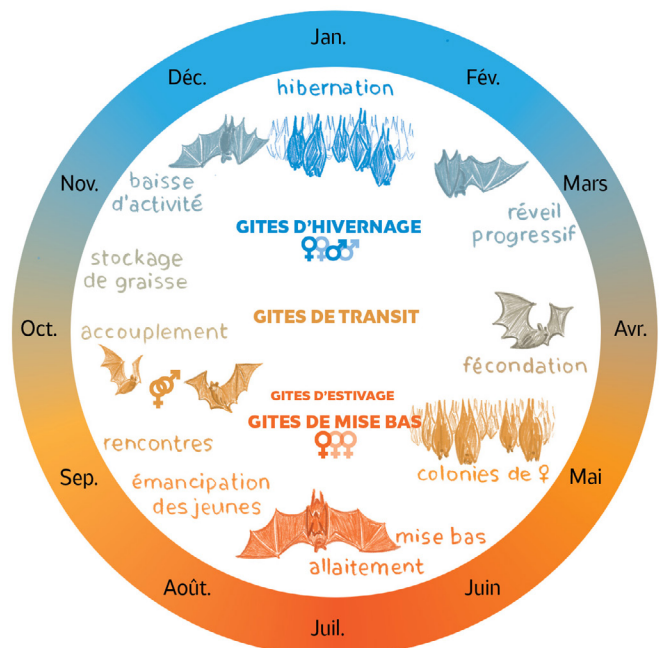 Jan.
Déc.
Fév.
hibernation
Nov.
Mars
baisse
d'activité
réveil
progressif
GITES D'HIVERNAGE
stockage
de graisse
Oct.
accouplement
GITES DE TRANSIT
Avr.
fécondation
GITES D'ESTIVAGE
GITES DE MISE BAS
rencontres
colonies de ♀
Sep.
Mai
émancipation
des jeunes
mise bas
allaitement
Août.
Juin
Juil.